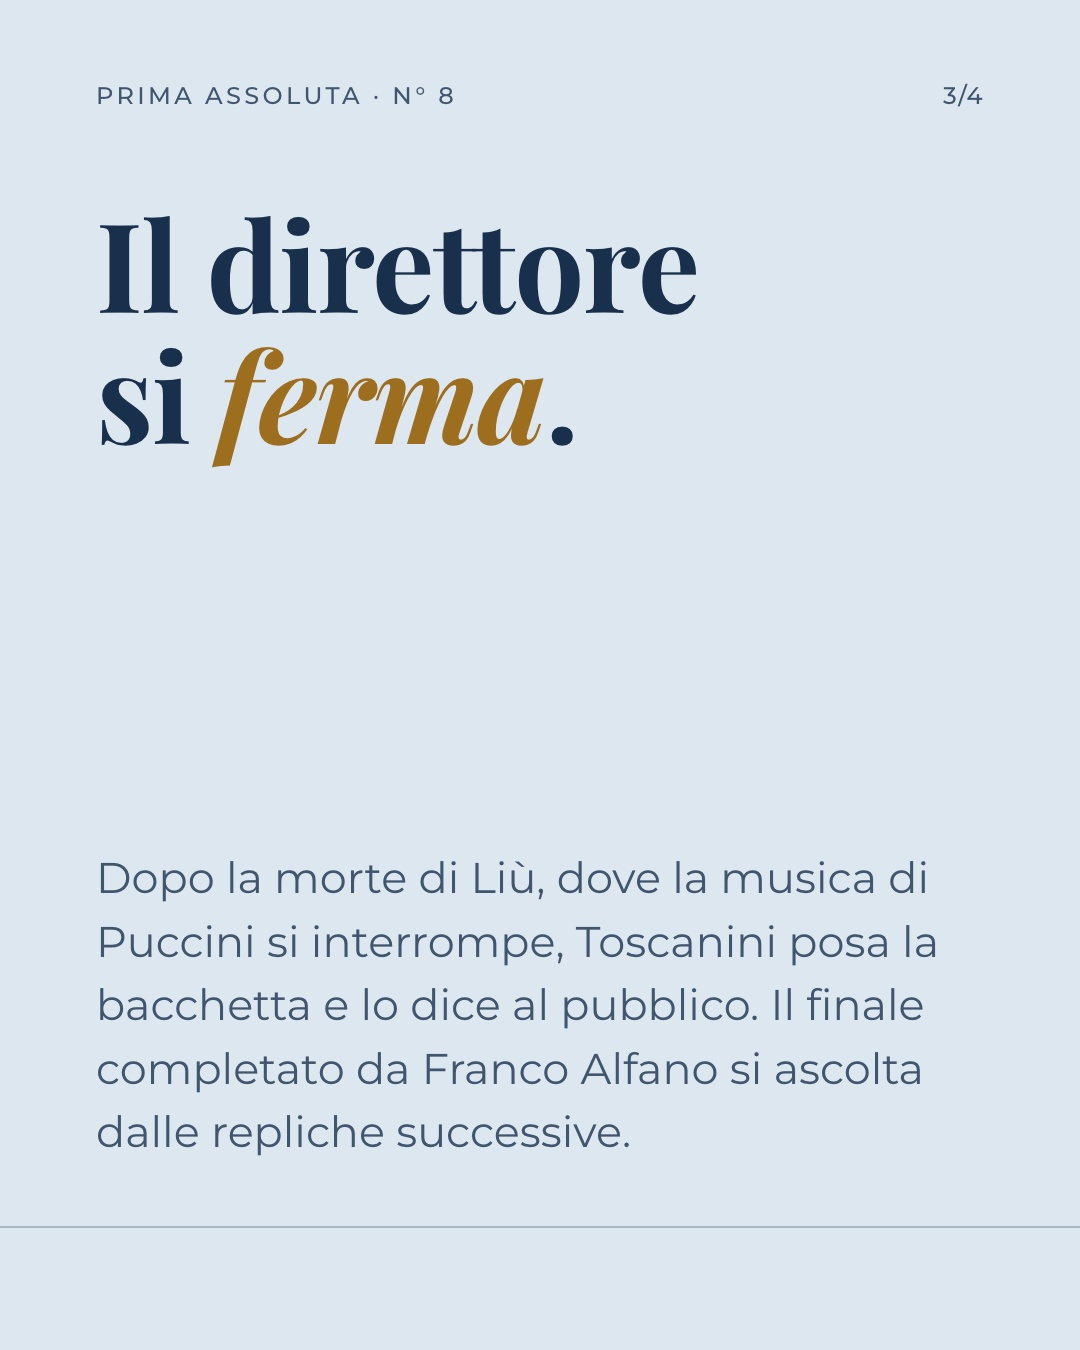 PRIMA ASSOLUTA · N° 8
3/4
Il direttore
si ferma.
Dopo la morte di Liù, dove la musica di
Puccini si interrompe, Toscanini posa la
bacchetta e lo dice al pubblico. Il finale
completato da Franco Alfano si ascolta
dalle repliche successive.